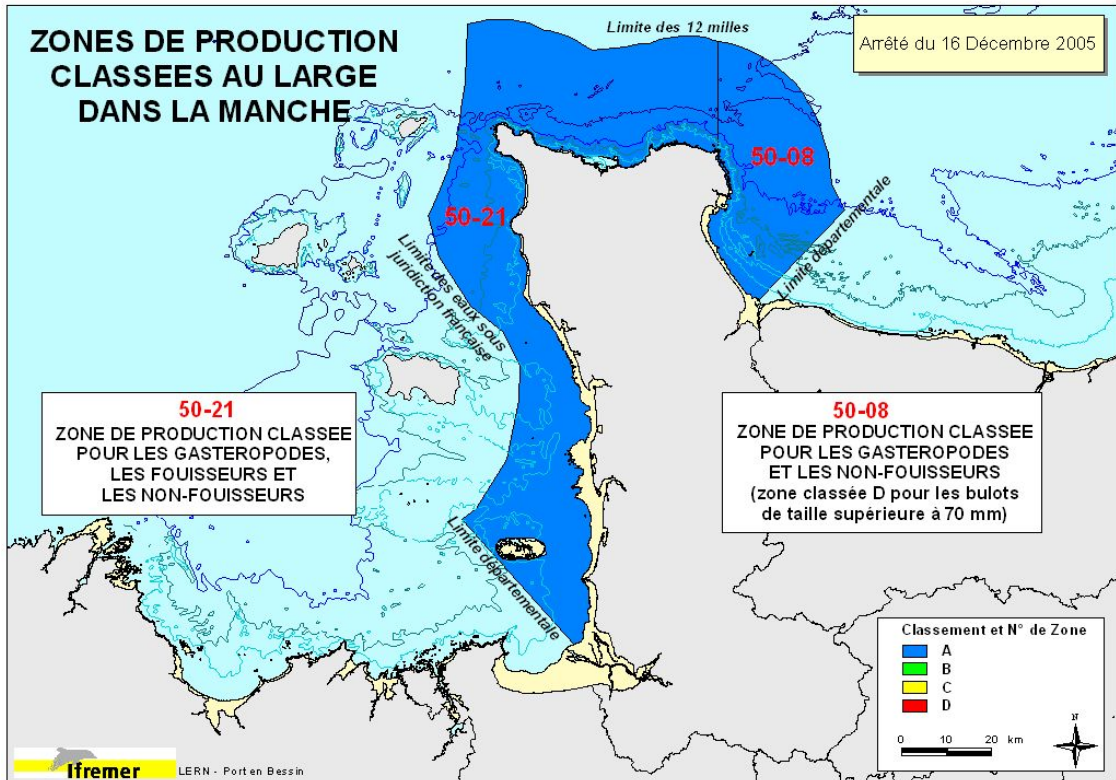 ZONES DE PRODUCTION
CLASSEES AU LARGE
DANS LA MANCHE
Limite des 12 milles
Arrêté du 16 Décembre 2005
50-08
50-21
Limite des eaux sous
juridiction française
Limite départementale
50-21
ZONE DE PRODUCTION CLASSEE
POUR LES GASTEROPODES,
LES FOUISSEURS ET
LES NON-FOUISSEURS
50-08
ZONE DE PRODUCTION CLASSEE
POUR LES GASTEROPODES
ET LES NON-FOUISSEURS
(zone classée D pour les bulots
de taille supérieure à 70 mm)
Limite départementale
Classement et N° de Zone
A
B
C
D
0 10 20 km
N
Ifremer
LERN - Port en Bessin